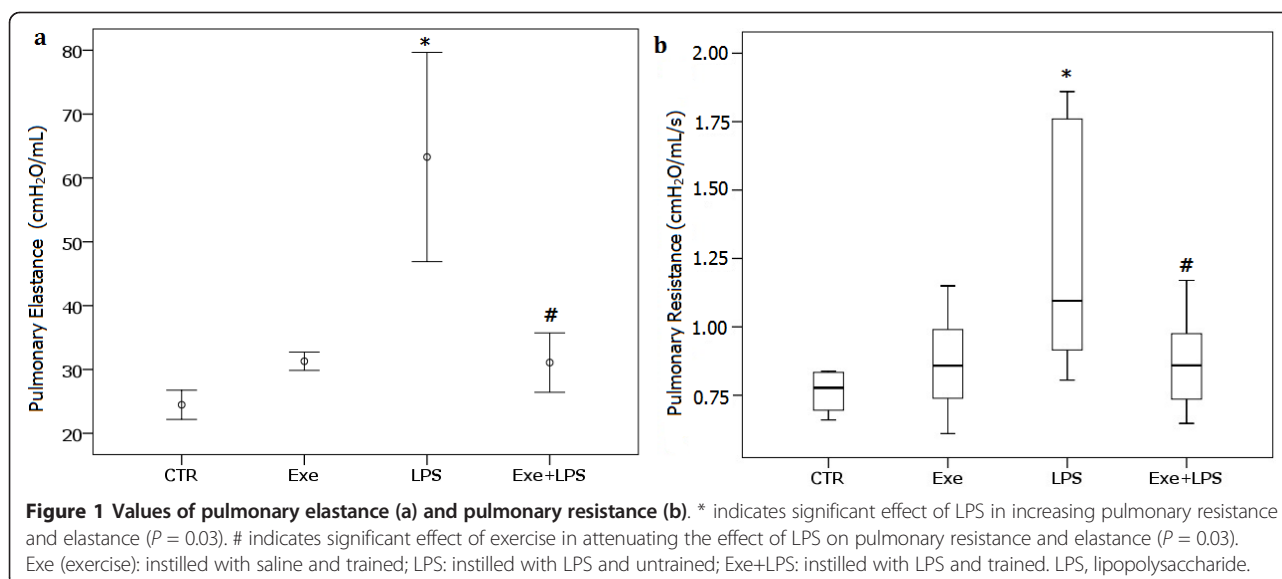 a
*
80
70
60
50
40
30
20
#
Pulmonary Elastance (cmH₂O/mL)
CTR Exe LPS Exe+LPS
b
*
2.00
1.75
1.50
1.25
1.00
0.75
#
Pulmonary Resistance (cmH₂O/mL/s)
CTR Exe LPS Exe+LPS
Figure 1 Values of pulmonary elastance (a) and pulmonary resistance (b). * indicates significant effect of LPS in increasing pulmonary resistance
and elastance (P = 0.03). # indicates significant effect of exercise in attenuating the effect of LPS on pulmonary resistance and elastance (P = 0.03).
Exe (exercise): instilled with saline and trained; LPS: instilled with LPS and untrained; Exe+LPS: instilled with LPS and trained. LPS, lipopolysaccharide.